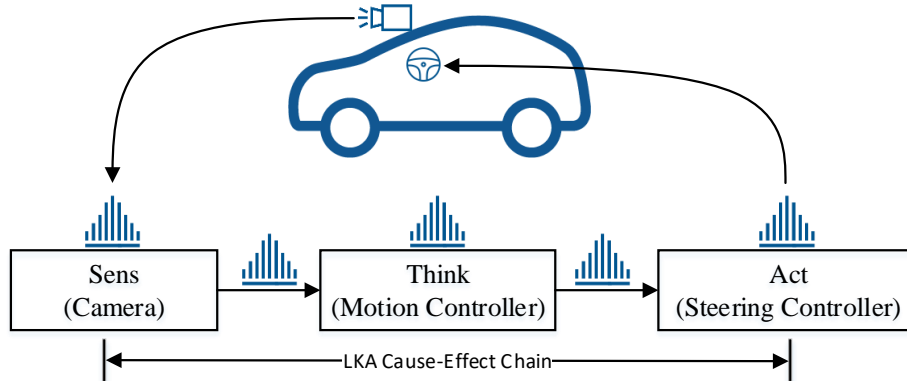 Sens
(Camera)
Think
(Motion Controller)
Act
(Steering Controller)
LKA Cause-Effect Chain